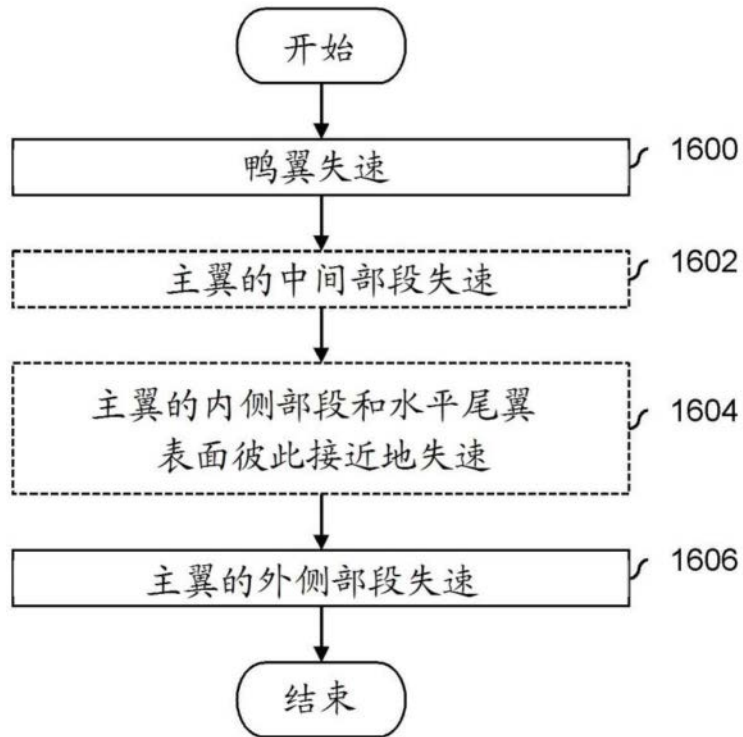 开始
鸭翼失速
1600
主翼的中间部段失速
1602
主翼的内侧部段和水平尾翼
表面彼此接近地失速
1604
主翼的外侧部段失速
1606
结束